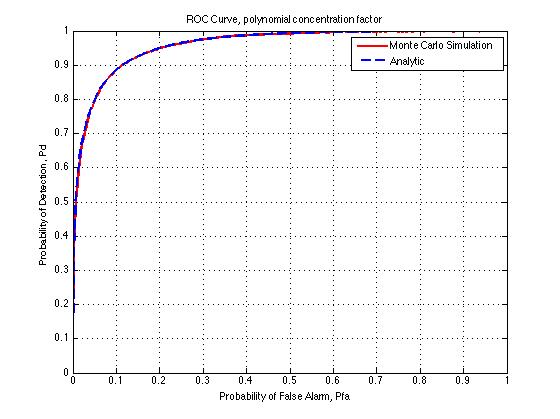 ROC Curve, polynomial concentration factor
1
0.9
0.8
0.7
0.6
0.5
0.4
0.3
0.2
0.1
0
Probability of Detection, Pd
Monte Carlo Simulation
Analytic
0 0.1 0.2 0.3 0.4 0.5 0.6 0.7 0.8 0.9 1
Probability of False Alarm, Pfa